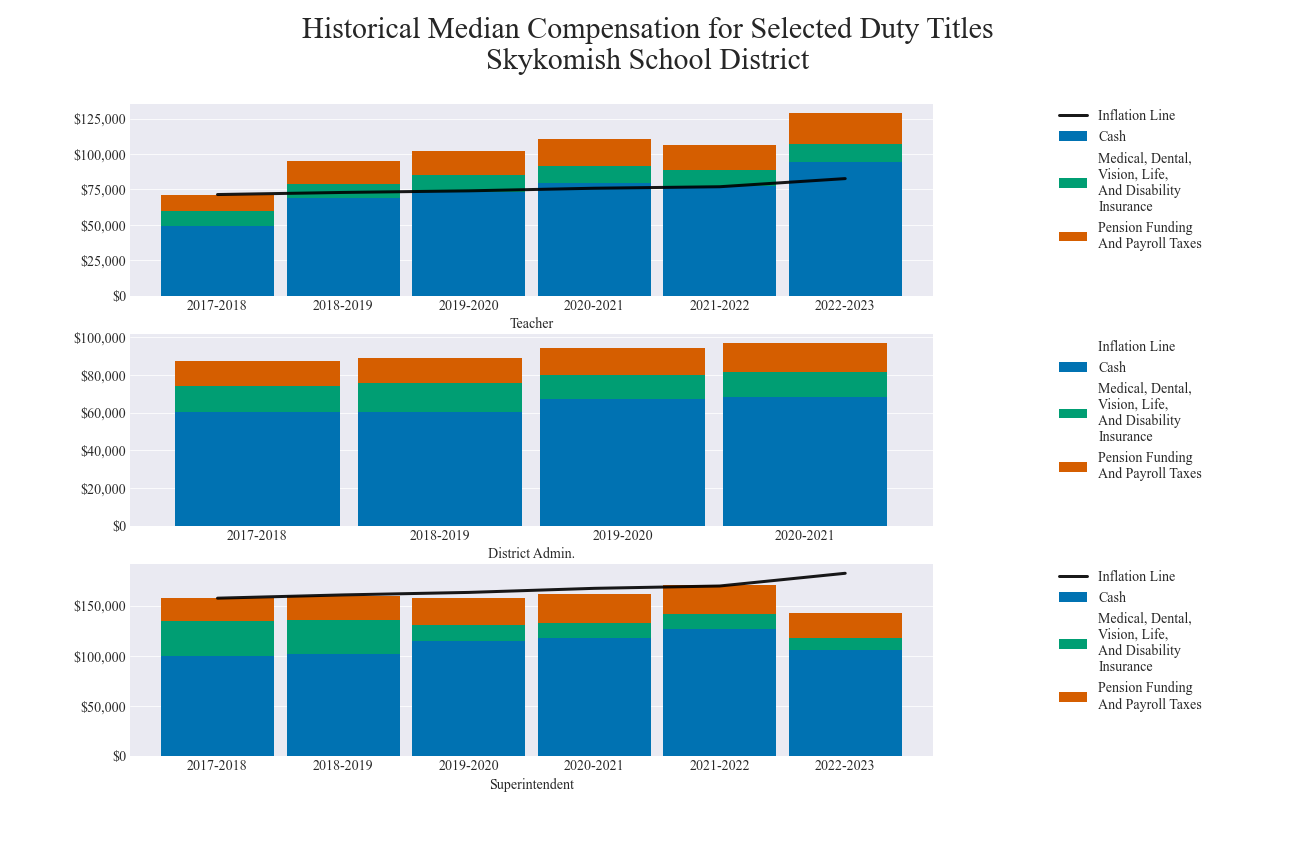 Historical Median Compensation for Selected Duty Titles
Skykomish School District
$125,000
$100,000
$75,000
$50,000
$25,000
$0
2017-2018
2018-2019
2019-2020
2020-2021
2021-2022
2022-2023
Teacher
Inflation Line
Cash
Medical, Dental,
Vision, Life,
And Disability
Insurance
Pension Funding
And Payroll Taxes
$100,000
$80,000
$60,000
$40,000
$20,000
$0
2017-2018
2018-2019
2019-2020
2020-2021
District Admin.
Inflation Line
Cash
Medical, Dental,
Vision, Life,
And Disability
Insurance
Pension Funding
And Payroll Taxes
$150,000
$100,000
$50,000
$0
2017-2018
2018-2019
2019-2020
2020-2021
2021-2022
2022-2023
Superintendent
Inflation Line
Cash
Medical, Dental,
Vision, Life,
And Disability
Insurance
Pension Funding
And Payroll Taxes